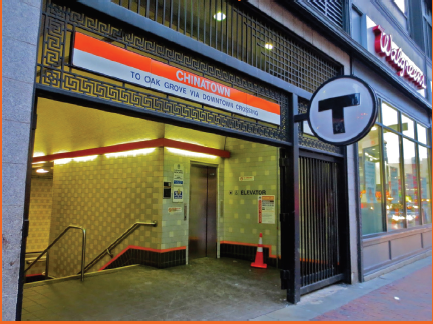 CHINATOWN
TO OAK GROVE VIA DOWNTOWN CROSSING
T
Walgreens
ELEVATOR